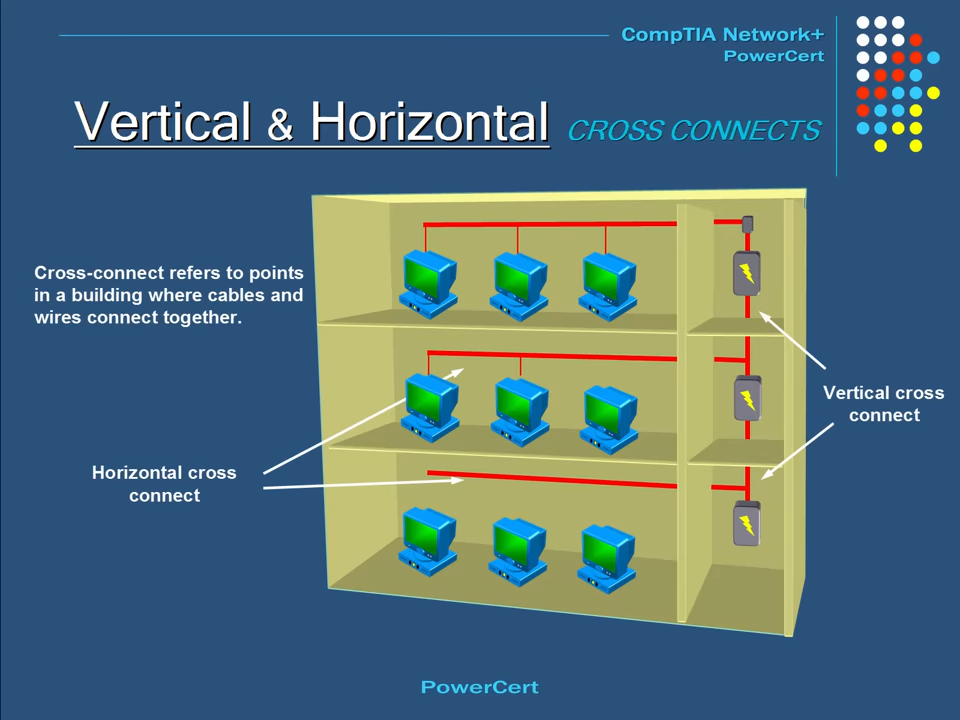 CompTIA Network+
PowerCert
Vertical & Horizontal CROSS CONNECTS
Cross-connect refers to points
in a building where cables and
wires connect together.
Vertical cross
connect
Horizontal cross
connect
PowerCert